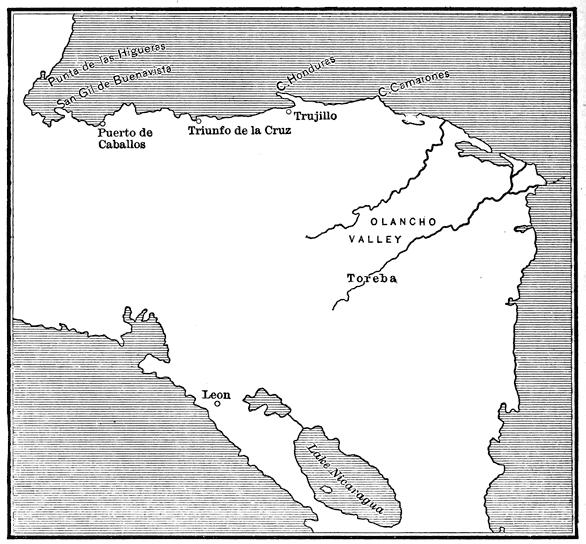 Punta de las Higueras
San Gil de Buenavista
C. Honduras
C. Camarones
Puerto de
Caballos
Triunfo de la Cruz
Trujillo
OLANCHO
VALLEY
Toreba
Leon
Lake Nicaragua